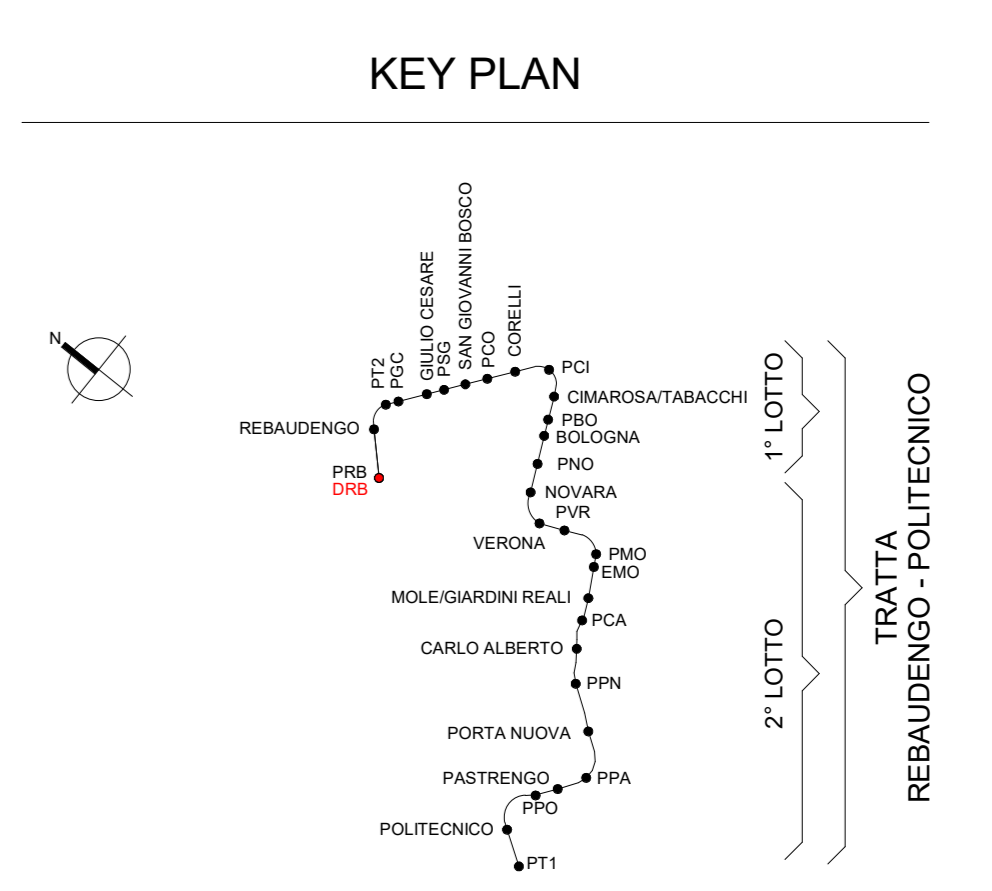 KEY PLAN
N
REBAUDENGO
PRB
DRB
PT2
PGC
GIULIO CESARE
PSG
SAN GIOVANNI BOSCO
PCO
CORELLI
PCI
CIMAROSA/TABACCHI
PBO
BOLOGNA
PNO
NOVARA
PVR
VERONA
PMO
EMO
MOLE/GIARDINI REALI
PCA
CARLO ALBERTO
PPN
PORTA NUOVA
PPA
PASTRENGO
PPO
POLITECNICO
PT1
1° LOTTO
2° LOTTO
TRATTA
REBAUDENGO - POLITECNICO